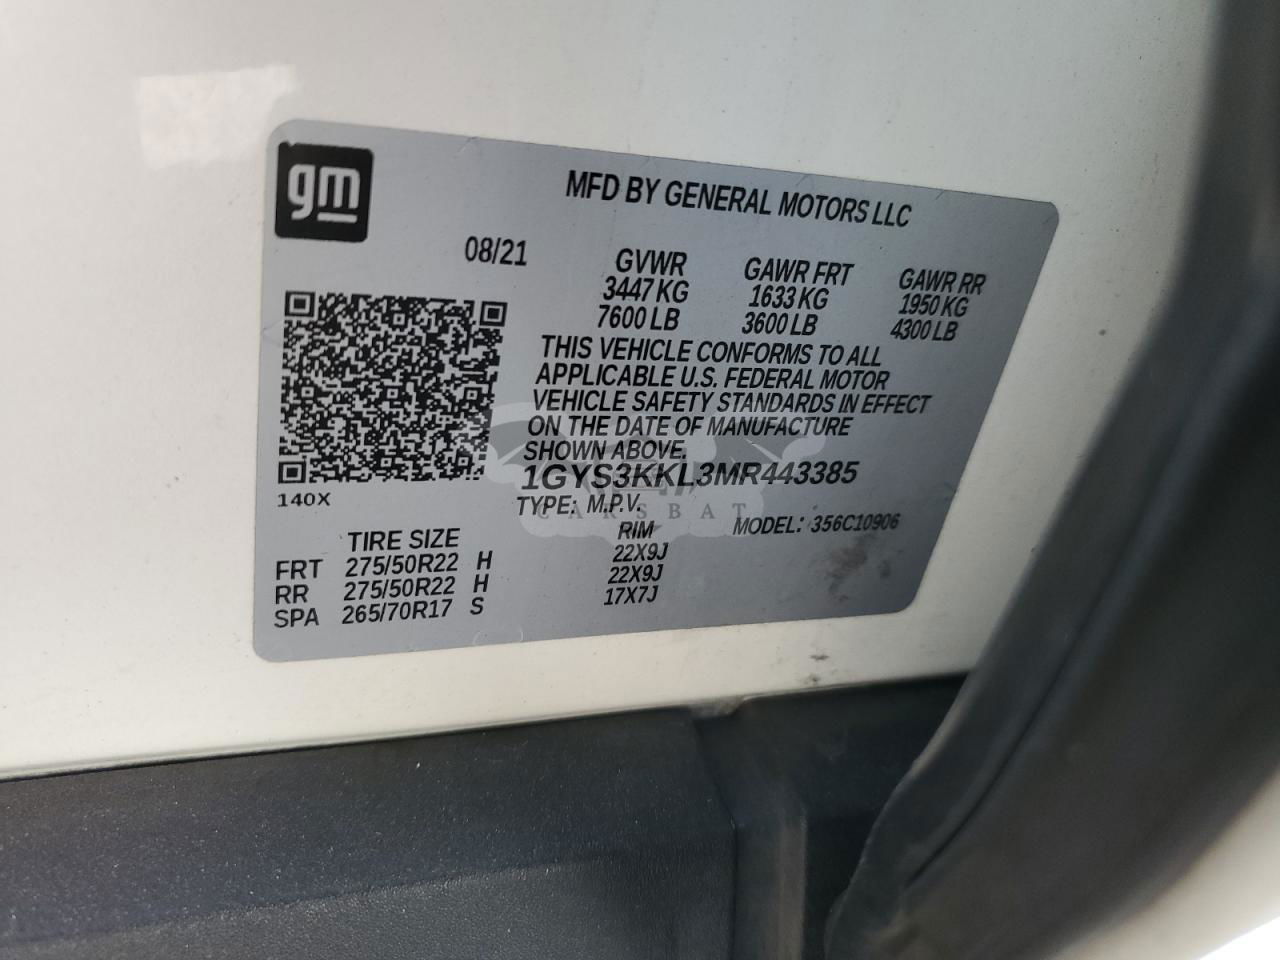 gm
MFD BY GENERAL MOTORS LLC
08/21
GVWR GAWR FRT GAWR RR
3447 KG 1633 KG 1950 KG
7600 LB 3600 LB 4300 LB
THIS VEHICLE CONFORMS TO ALL
APPLICABLE U.S. FEDERAL MOTOR
VEHICLE SAFETY STANDARDS IN EFFECT
ON THE DATE OF MANUFACTURE
SHOWN ABOVE.
1GYS3KKL3MR443385
140X
TYPE: M.P.V. MODEL: 356C10906
CARSBAT
TIRE SIZE RIM
FRT 275/50R22 H 22X9J
RR 275/50R22 H 22X9J
SPA 265/70R17 S 17X7J